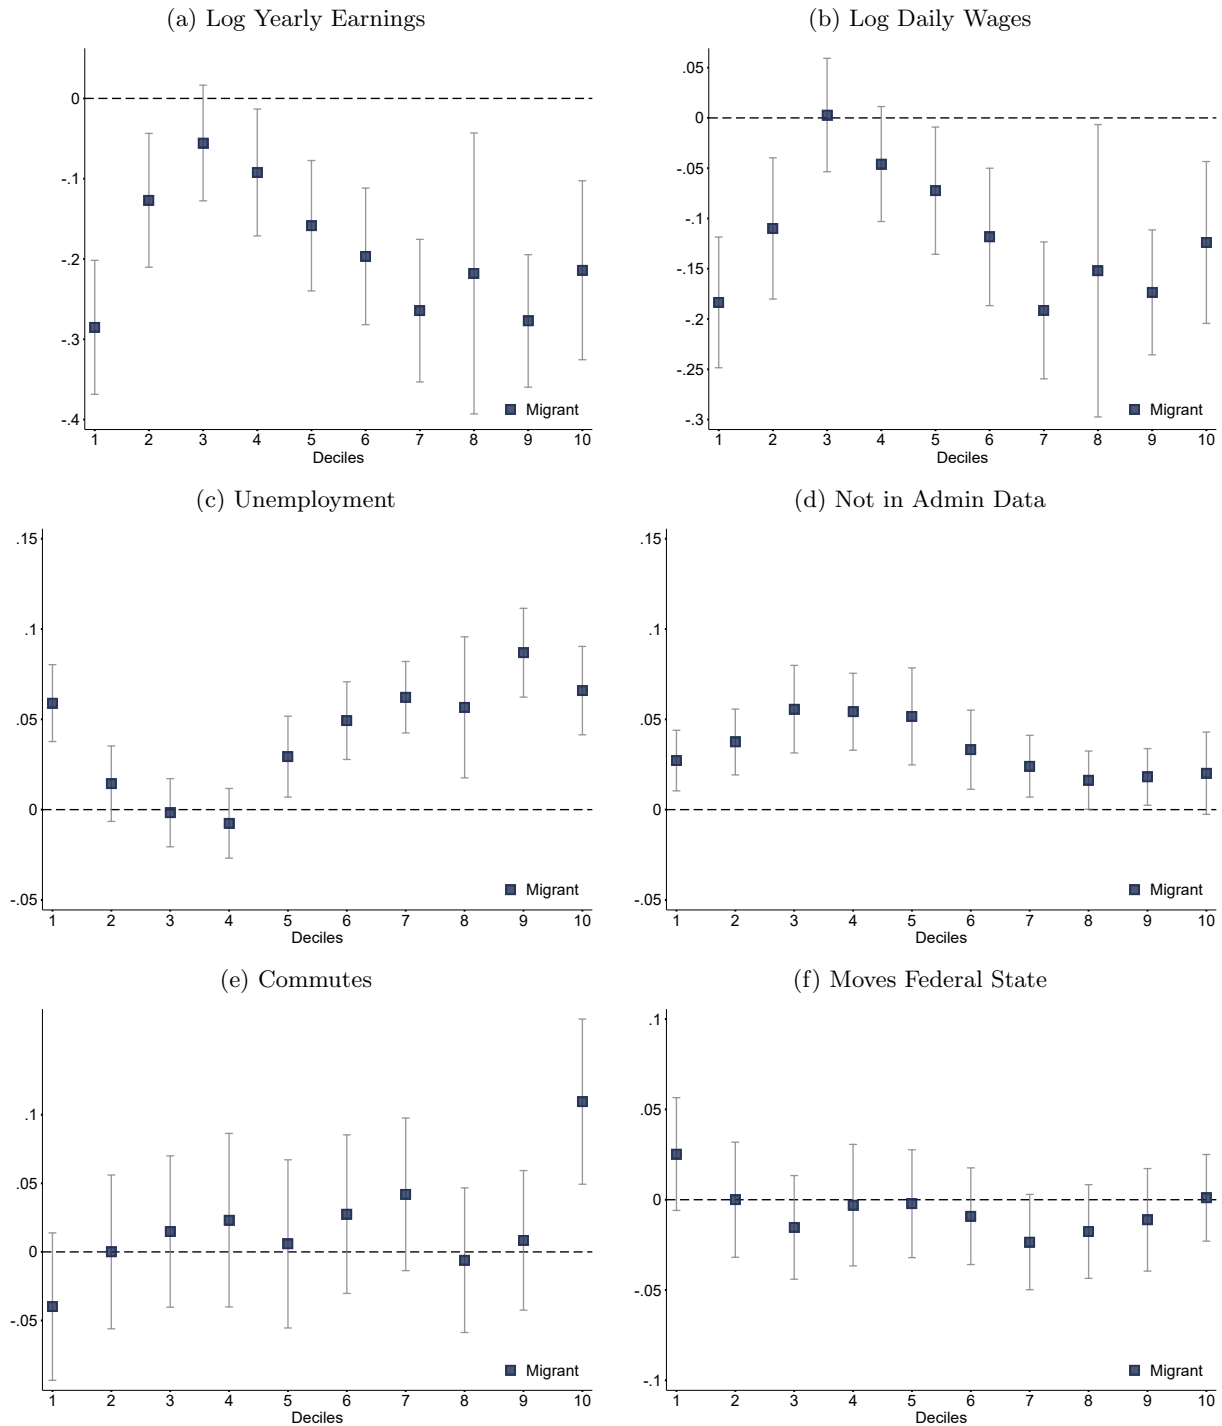 (a) Log Yearly Earnings
0
-.1
-.2
-.3
-.4
1 2 3 4 5 6 7 8 9 10
Deciles
Migrant
(b) Log Daily Wages
.05
0
-.05
-.1
-.15
-.2
-.25
-.3
1 2 3 4 5 6 7 8 9 10
Deciles
Migrant
(c) Unemployment
.15
.1
.05
0
-.05
1 2 3 4 5 6 7 8 9 10
Deciles
Migrant
(d) Not in Admin Data
.15
.1
.05
0
-.05
1 2 3 4 5 6 7 8 9 10
Deciles
Migrant
(e) Commutes
.1
.05
0
-.05
1 2 3 4 5 6 7 8 9 10
Deciles
Migrant
(f) Moves Federal State
.1
.05
0
-.05
-.1
1 2 3 4 5 6 7 8 9 10
Deciles
Migrant